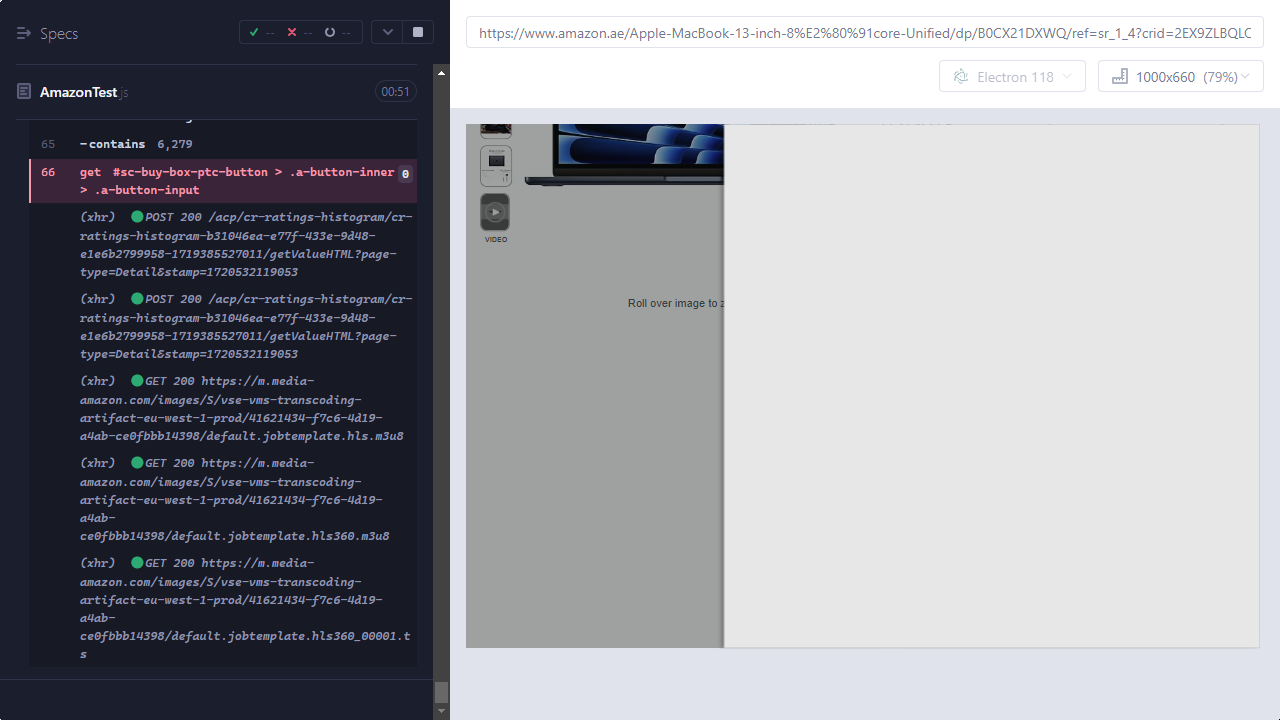 Specs
--
--
--
AmazonTest.js
00:51
65 -contains 6,279
66 get #sc-buy-box-ptc-button > .a-button-inner 0
> .a-button-input
(xhr) POST 200 /acp/cr-ratings-histogram/cr-
ratings-histogram-b31046ea-e77f-433e-9d48-
e1e6b2799958-1719385527011/getValueHTML?page-
type=Detail&stamp=1720532119053
(xhr) POST 200 /acp/cr-ratings-histogram/cr-
ratings-histogram-b31046ea-e77f-433e-9d48-
e1e6b2799958-1719385527011/getValueHTML?page-
type=Detail&stamp=1720532119053
(xhr) GET 200 https://m.media-
amazon.com/images/S/vse-vms-transcoding-
artifact-eu-west-1-prod/41621434-f7c6-4d19-
a4ab-ce0fbbb14398/default.jobtemplate.hls.m3u8
(xhr) GET 200 https://m.media-
amazon.com/images/S/vse-vms-transcoding-
artifact-eu-west-1-prod/41621434-f7c6-4d19-
a4ab-
ce0fbbb14398/default.jobtemplate.hls360.m3u8
(xhr) GET 200 https://m.media-
amazon.com/images/S/vse-vms-transcoding-
artifact-eu-west-1-prod/41621434-f7c6-4d19-
a4ab-
ce0fbbb14398/default.jobtemplate.hls360_00001.t
s
https://www.amazon.ae/Apple-MacBook-13-inch-8%E2%80%91core-Unified/dp/B0CX21DXWQ/ref=sr_1_4?crid=2EX9ZLBQLC
Electron 118
1000x660 (79%)
VIDEO
Roll over image to z